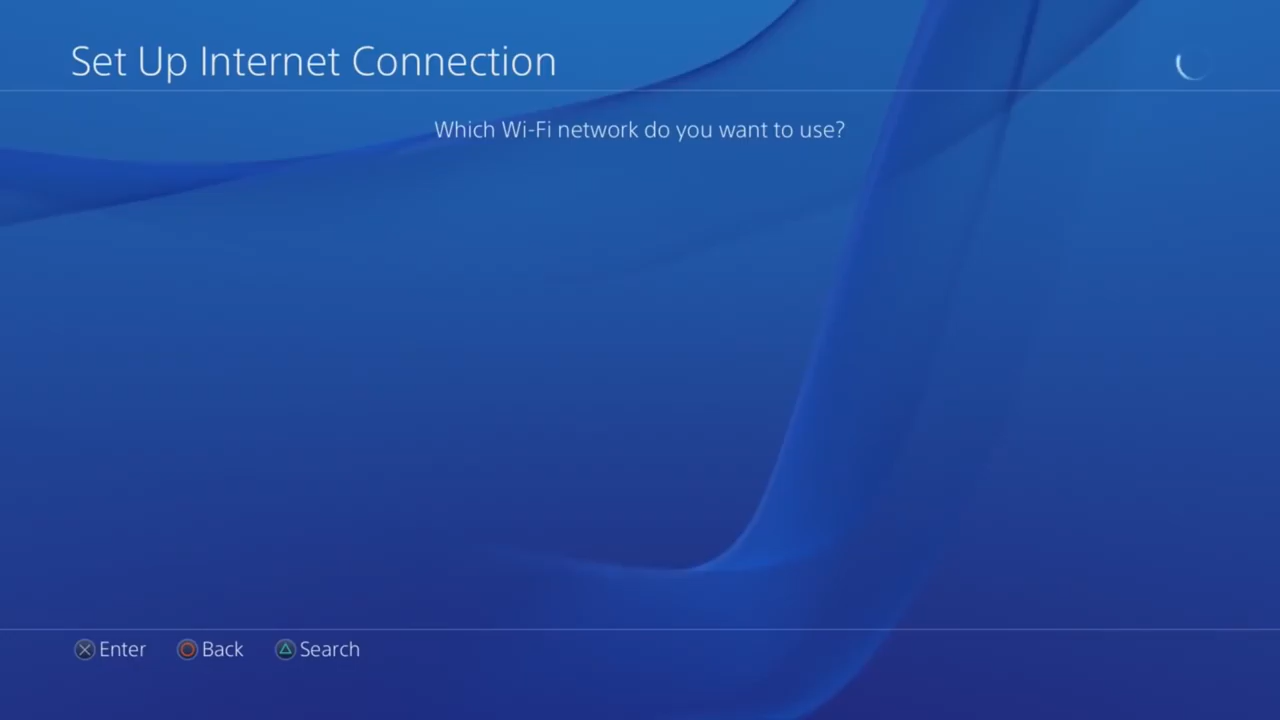 Set Up Internet Connection
Which Wi-Fi network do you want to use?
Enter Back Search